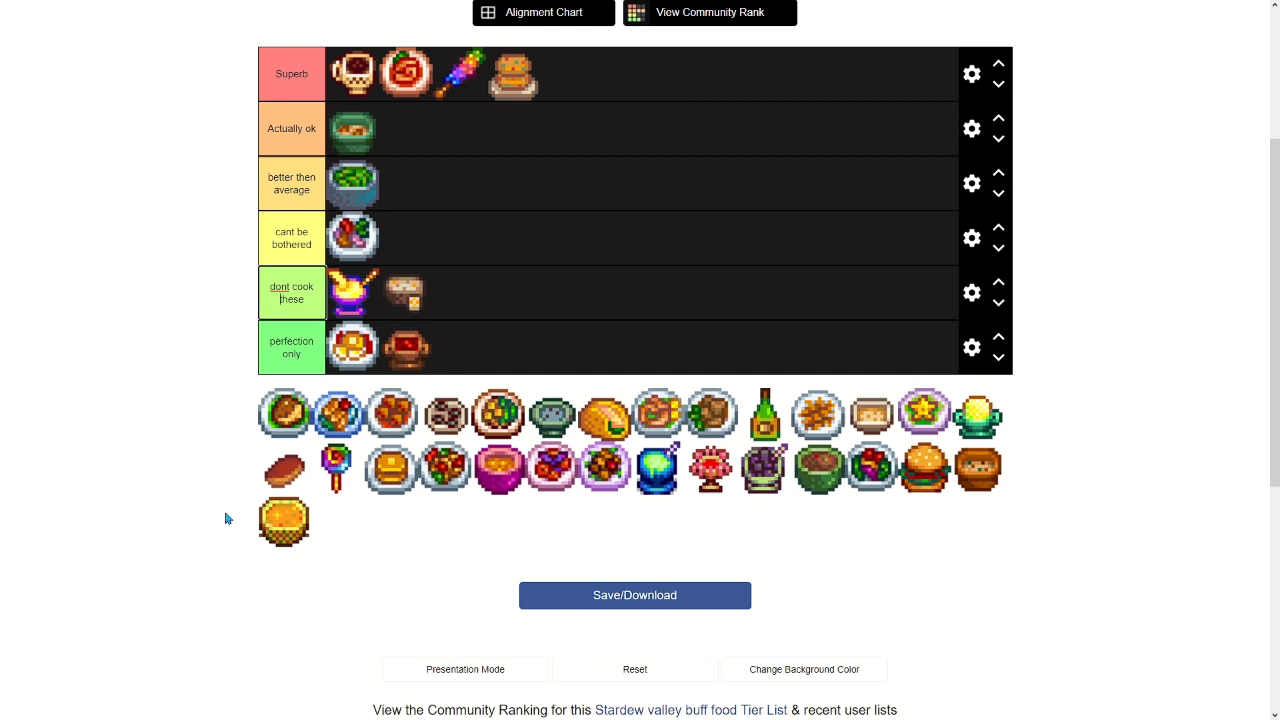 Alignment Chart View Community Rank
Superb
Actually ok
better then
average
cant be
bothered
dont cook
these
perfection
only
Save/Download
Presentation Mode Reset Change Background Color
View the Community Ranking for this Stardew valley buff food Tier List & recent user lists